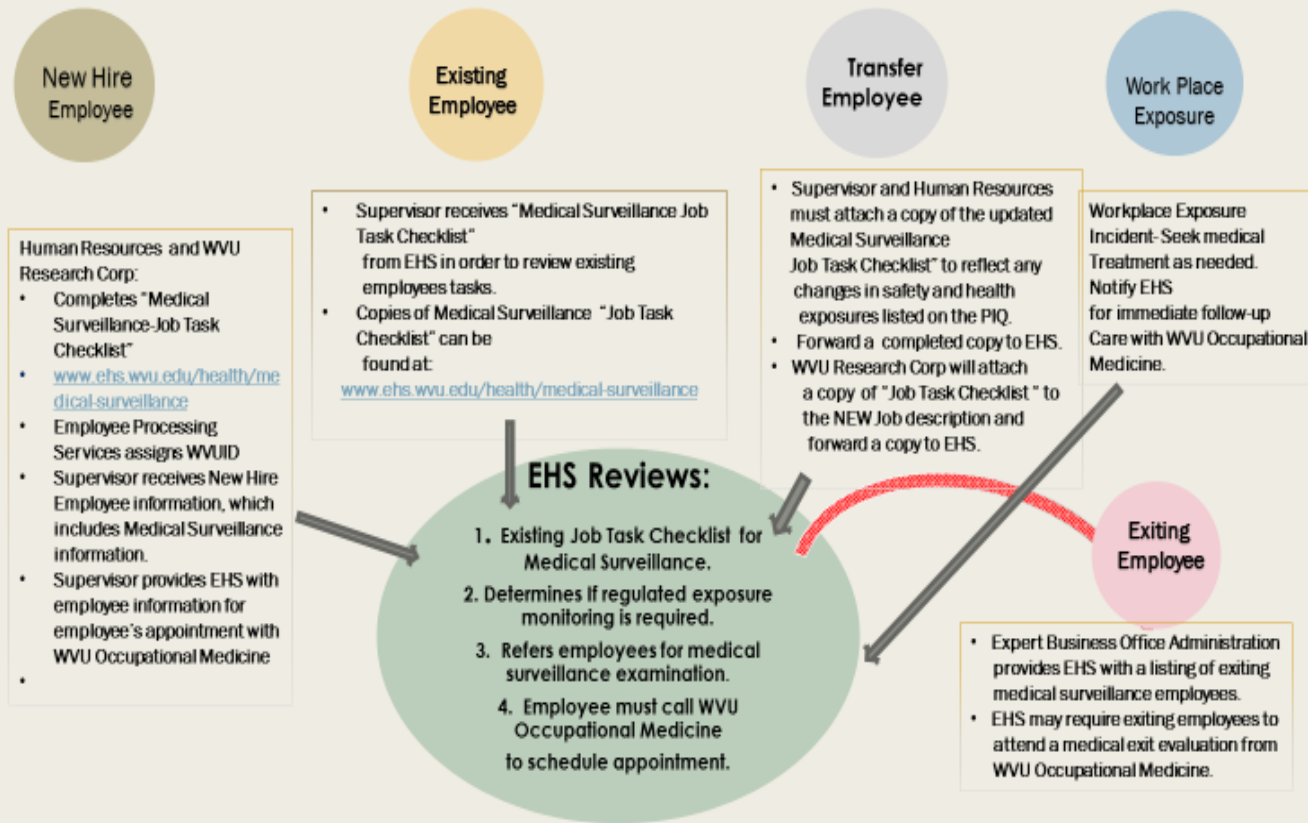 New Hire
Employee
Existing
Employee
Transfer
Employee
Work Place
Exposure
Human Resources and WVU
Research Corp:
• Completes "Medical
Surveillance-Job Task
Checklist"
• www.ehs.wvu.edu/health/me
dical-surveillance
• Employee Processing
Services assigns WVUID
• Supervisor receives New Hire
Employee information, which
includes Medical Surveillance
information.
• Supervisor provides EHS with
employee information for
employee's appointment with
WVU Occupational Medicine
•
• Supervisor receives "Medical Surveillance Job
Task Checklist"
from EHS in order to review existing
employees tasks.
• Copies of Medical Surveillance "Job Task
Checklist" can be
found at:
www.ehs.wvu.edu/health/medical-surveillance
• Supervisor and Human Resources
must attach a copy of the updated
Medical Surveillance
Job Task Checklist" to reflect any
changes in safety and health
exposures listed on the PIQ.
• Forward a completed copy to EHS.
• WVU Research Corp will attach
a copy of "Job Task Checklist " to
the NEW Job description and
forward a copy to EHS.
Workplace Exposure
Incident-Seek medical
Treatment as needed.
Notify EHS
for immediate follow-up
Care with WVU Occupational
Medicine.
EHS Reviews:
1. Existing Job Task Checklist for
Medical Surveillance.
2. Determines If regulated exposure
monitoring is required.
3. Refers employees for medical
surveillance examination.
4. Employee must call WVU
Occupational Medicine
to schedule appointment.
Exiting
Employee
• Expert Business Office Administration
provides EHS with a listing of exiting
medical surveillance employees.
• EHS may require exiting employees to
attend a medical exit evaluation from
WVU Occupational Medicine.